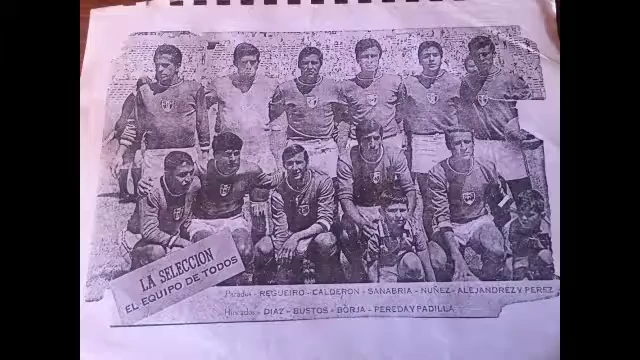 LA SELECCION
EL EQUIPO DE TODOS
Parados - REGUEIRO - CALDERON - SANABRIA - NUÑEZ - ALEJANDREZ Y PEREZ
Hincados - DIAZ - BUSTOS - BORJA - PEREDA Y PADILLA